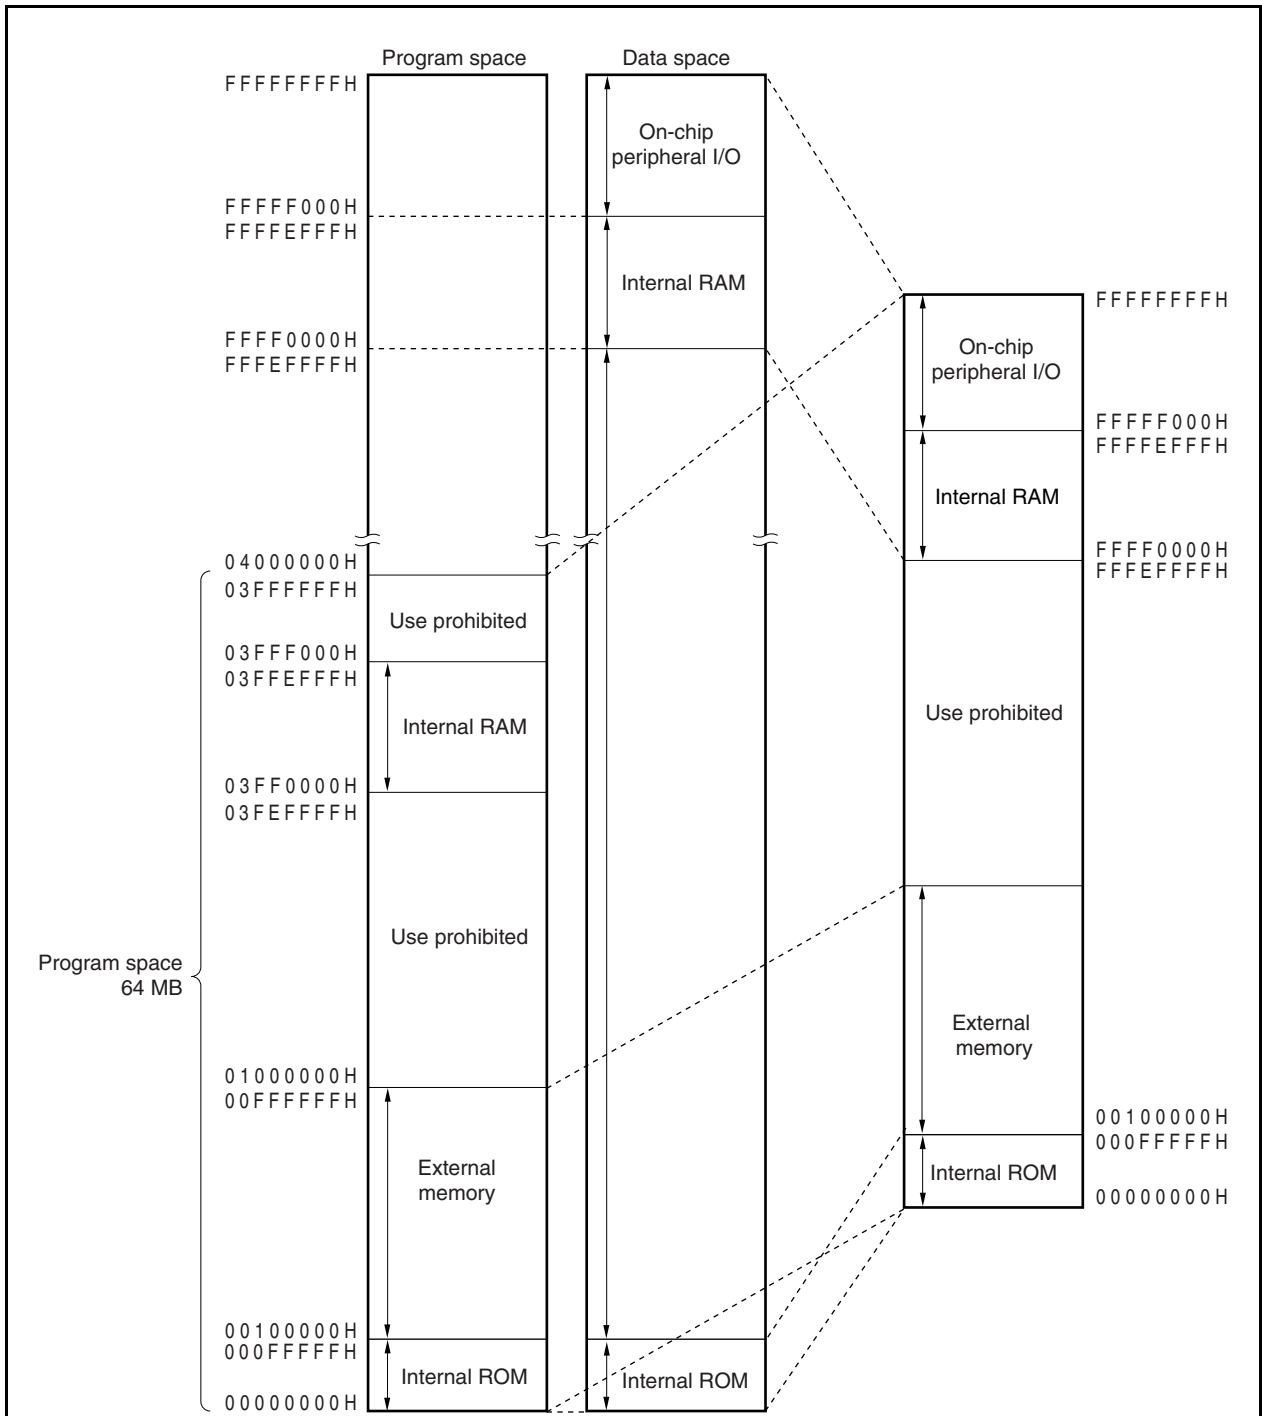 Program space
Data space
FFFFFFFFH
On-chip
peripheral I/O
FFFFF000H
FFFFEFFFH
Internal RAM
FFFF0000H
FFFEFFFFH
04000000H
03FFFFFFH
Use prohibited
03FFF000H
03FFEFFFH
Internal RAM
03FF0000H
03FEFFFFH
Use prohibited
Program space
64 MB
01000000H
00FFFFFFH
External
memory
00100000H
000FFFFFH
Internal ROM
Internal ROM
00000000H
FFFFFFFFH
On-chip
peripheral I/O
FFFFF000H
FFFFEFFFH
Internal RAM
FFFF0000H
FFFEFFFFH
Use prohibited
External
memory
00100000H
000FFFFFH
Internal ROM
00000000H